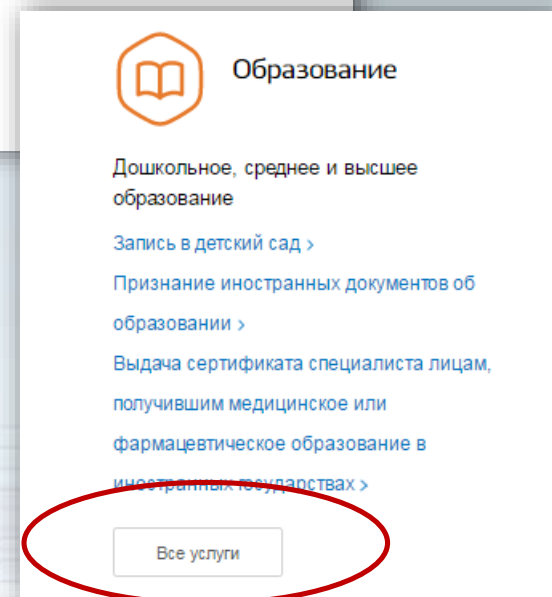 Образование
Дошкольное, среднее и высшее
образование
Запись в детский сад >
Признание иностранных документов об
образовании >
Выдача сертификата специалиста лицам,
получившим медицинское или
фармацевтическое образование в
иностранных государствах >
Все услуги